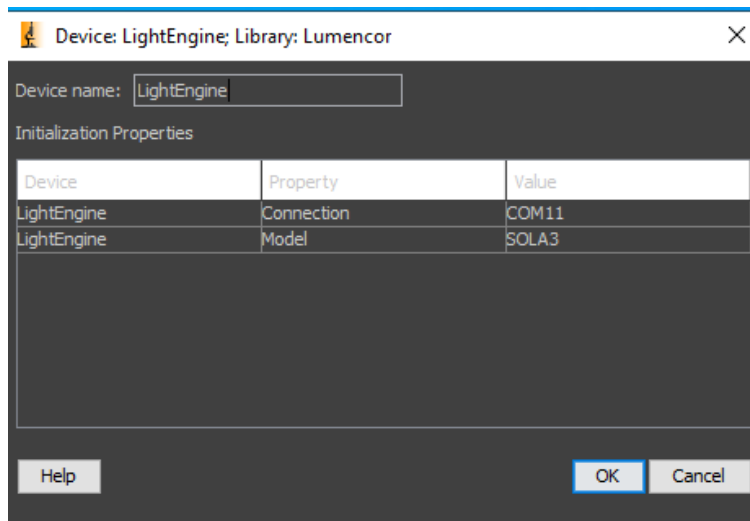 Device: LightEngine; Library: Lumencor
Device name: LightEngine
Initialization Properties
Device Property Value
LightEngine Connection COM11
LightEngine Model SOLA3
Help OK Cancel